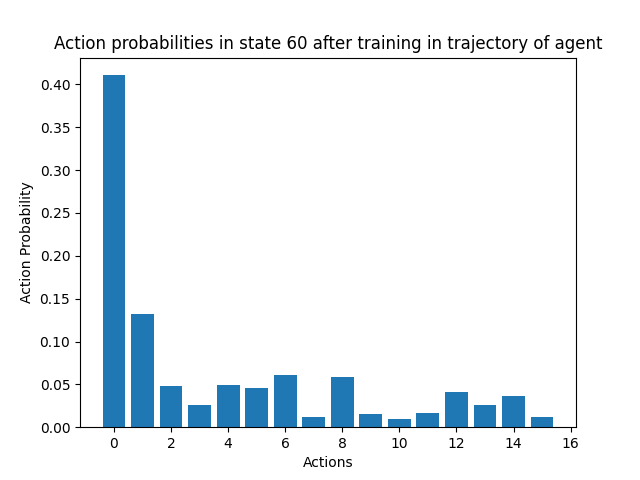 Action probabilities in state 60 after training in trajectory of agent
0.40
0.35
0.30
0.25
0.20
0.15
0.10
0.05
0.00
Action Probability
0 2 4 6 8 10 12 14 16
Actions